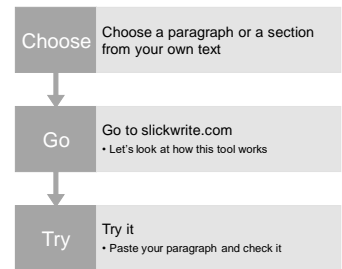 Choose
Choose a paragraph or a section
from your own text
Go
Go to slickwrite.com
• Let's look at how this tool works
Try
Try it
• Paste your paragraph and check it